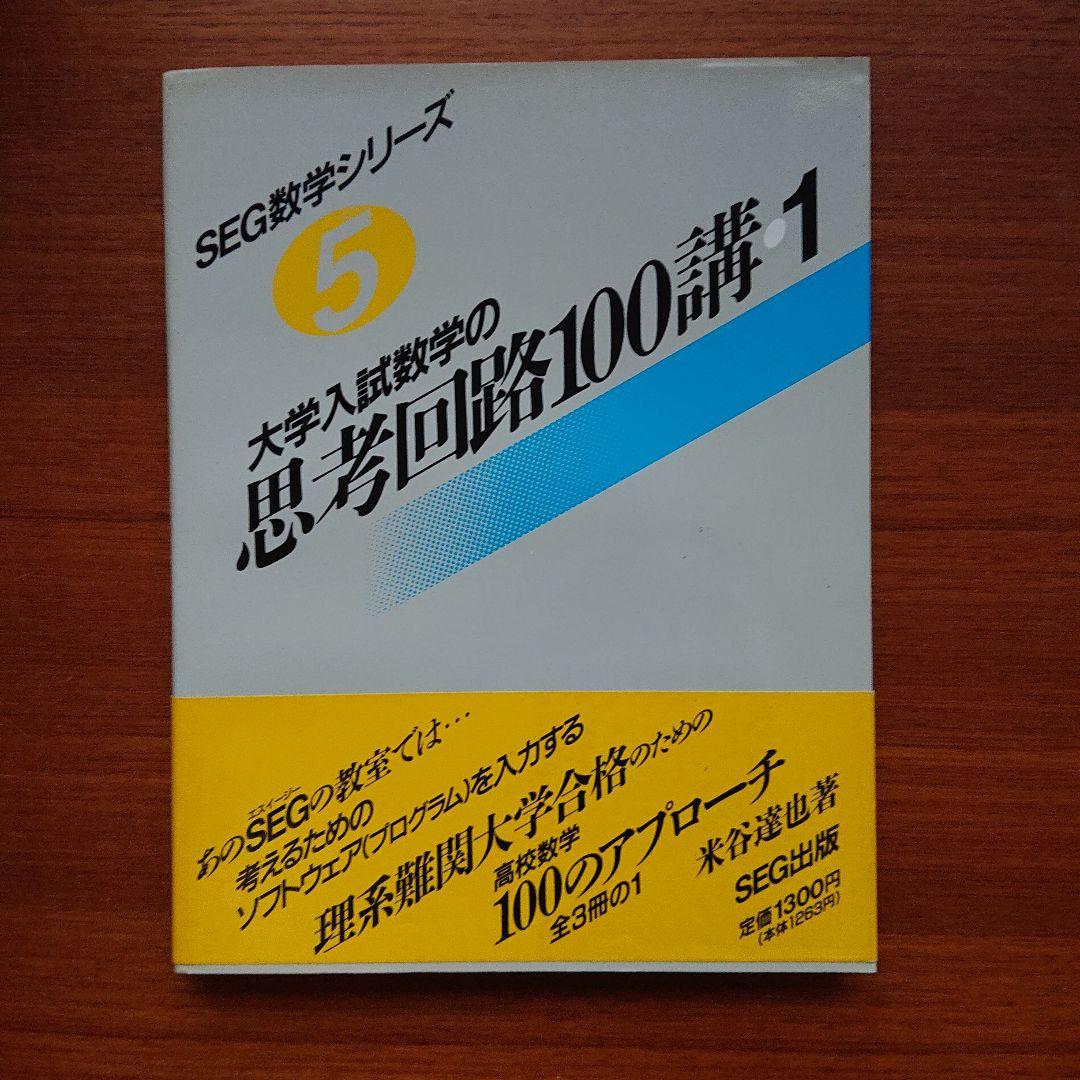 SEG数学シリーズ
5
大学入試数学の
思考回路100講・1
エスイージー
あのSEGの教室では…
考えるための
ソフトウェア(プログラム)を入力する
理系難関大学合格のための
高校数学
100のアプローチ
全3冊の1
米谷達也著
SEG出版
定価1300円
(本体1263円)